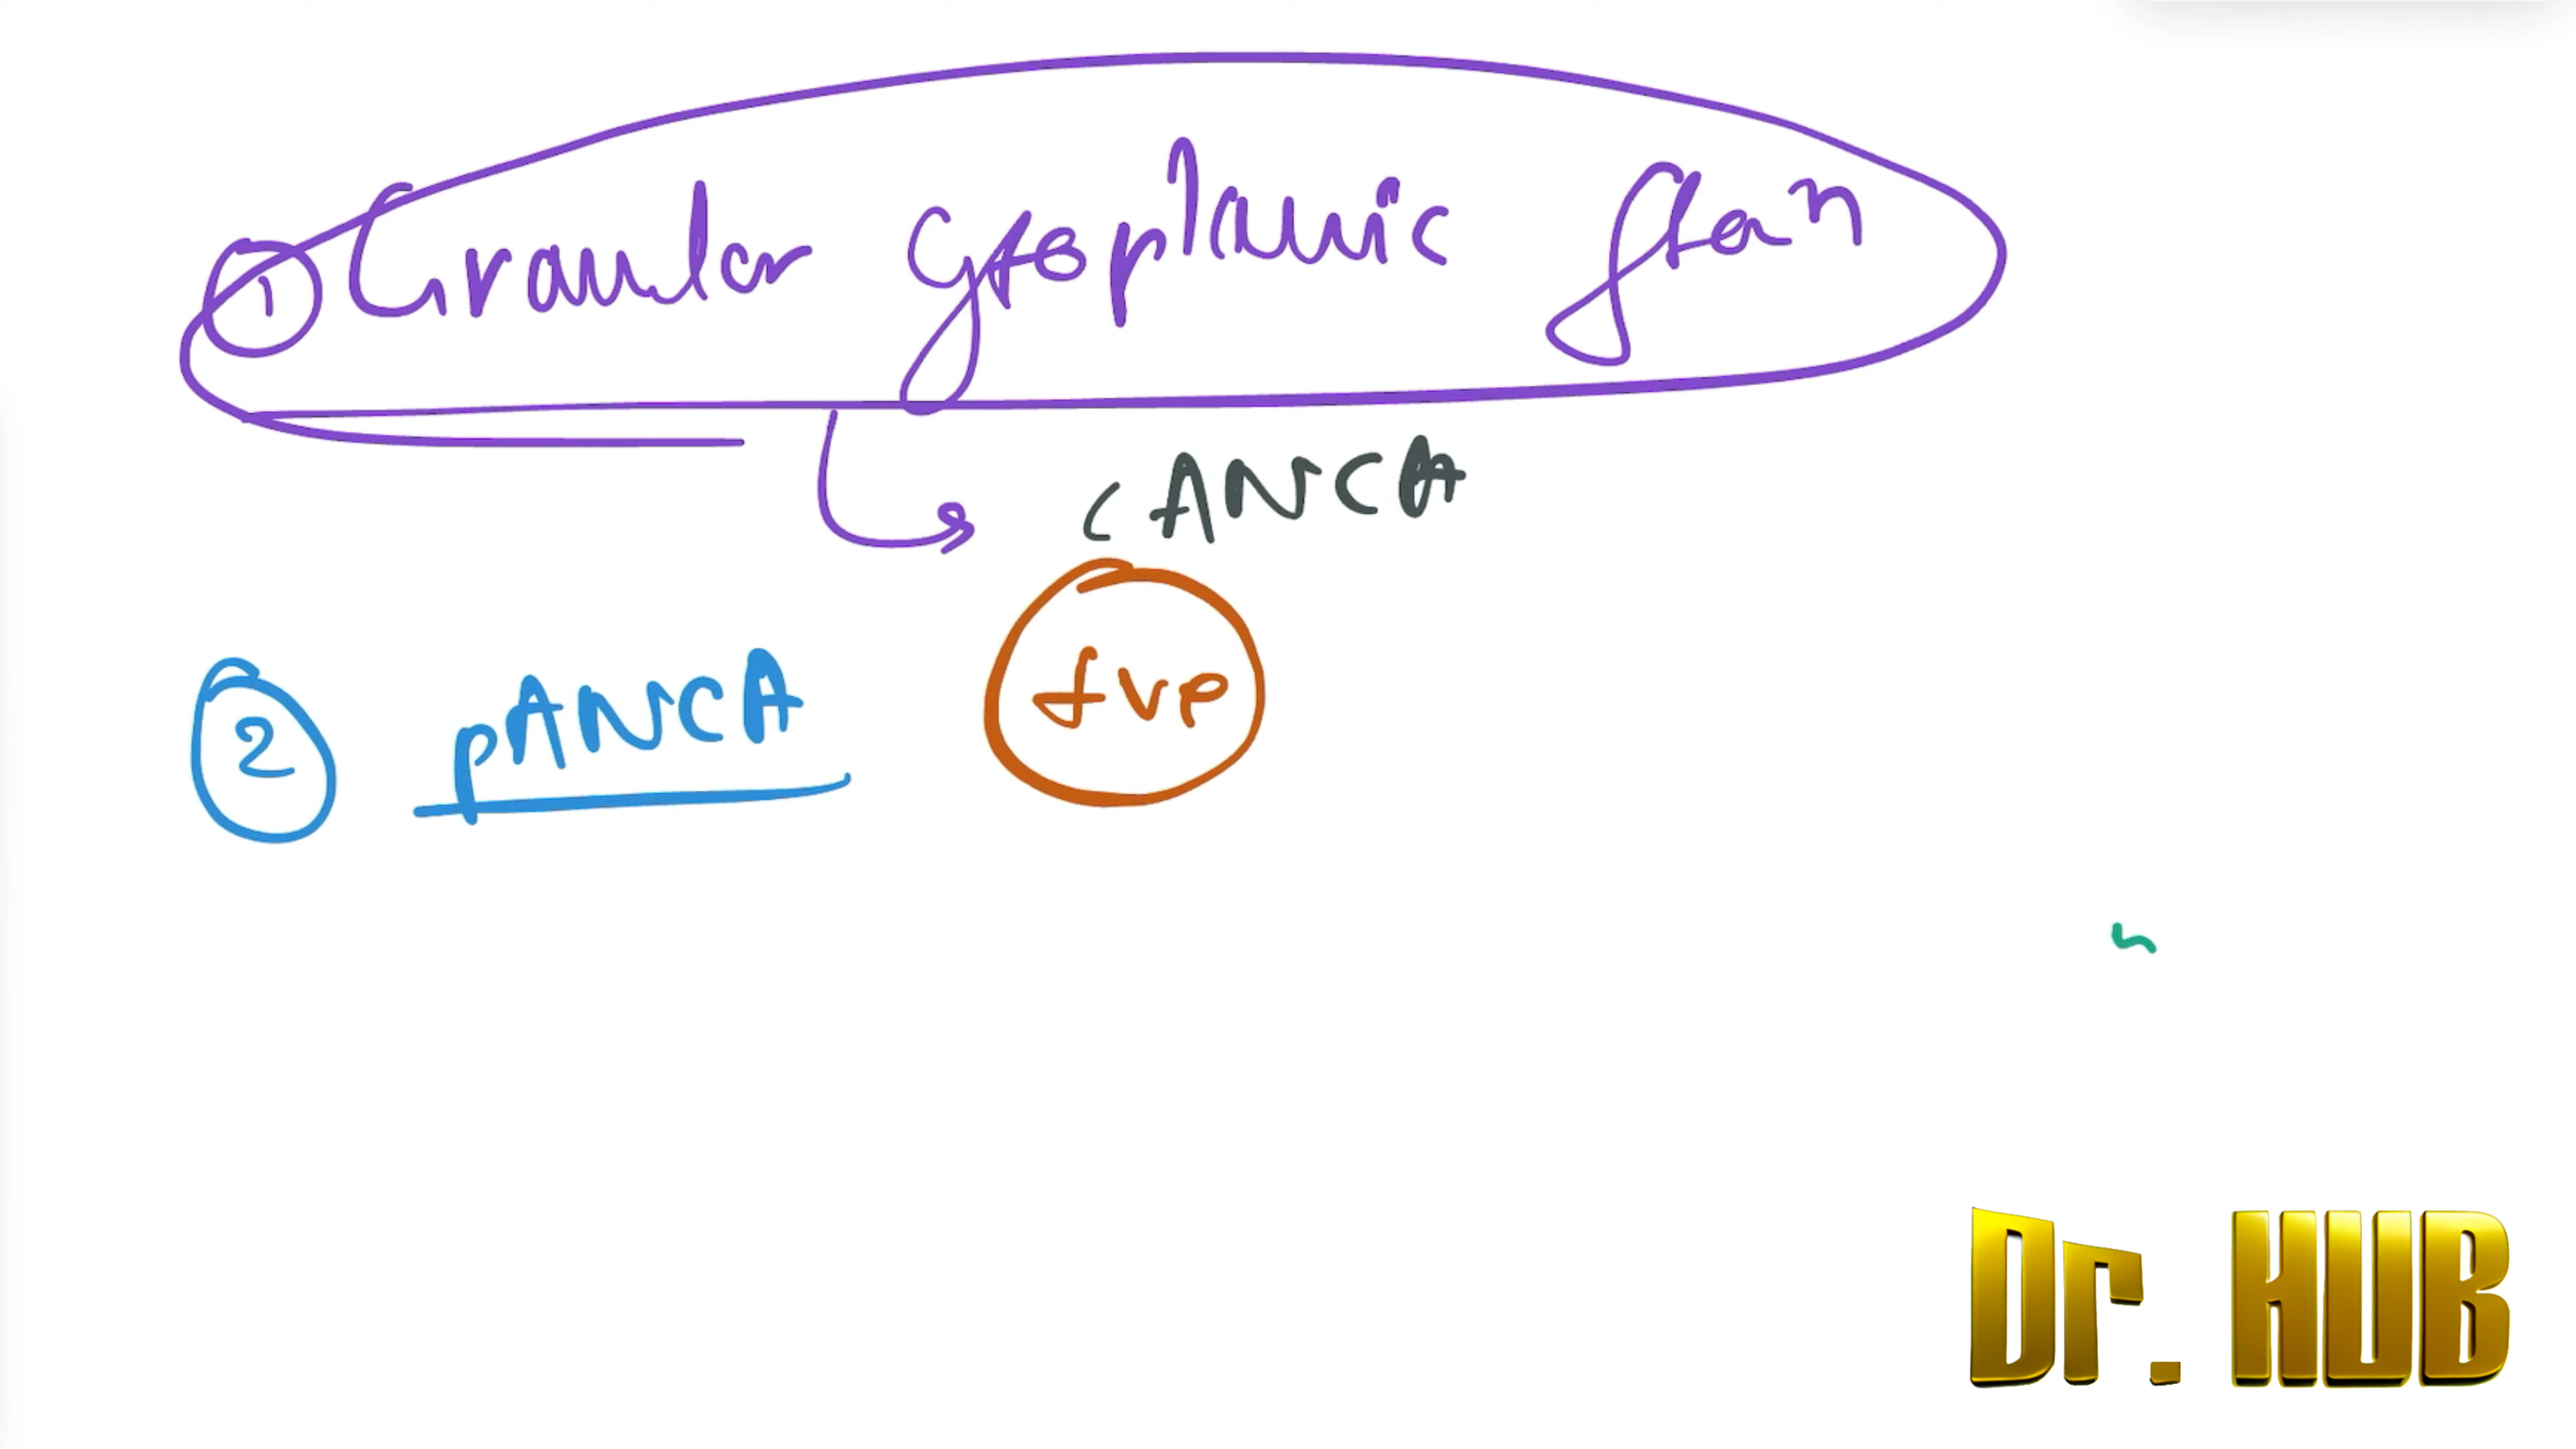 ① Granular cytoplasmic stain
cANCA
② pANCA +ve
Dr. HUB